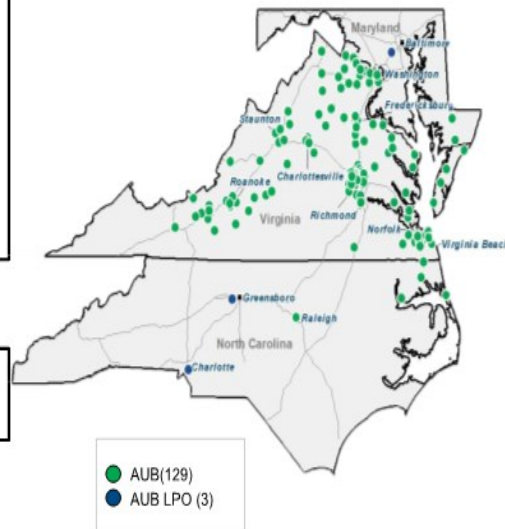 Maryland
Baltimore
Washington
Fredericksburg
Staunton
Charlottesville
Roanoke
Richmond
Virginia
Norfolk
Virginia Beach
Greensboro
Raleigh
North Carolina
Charlotte
AUB(129)
AUB LPO (3)